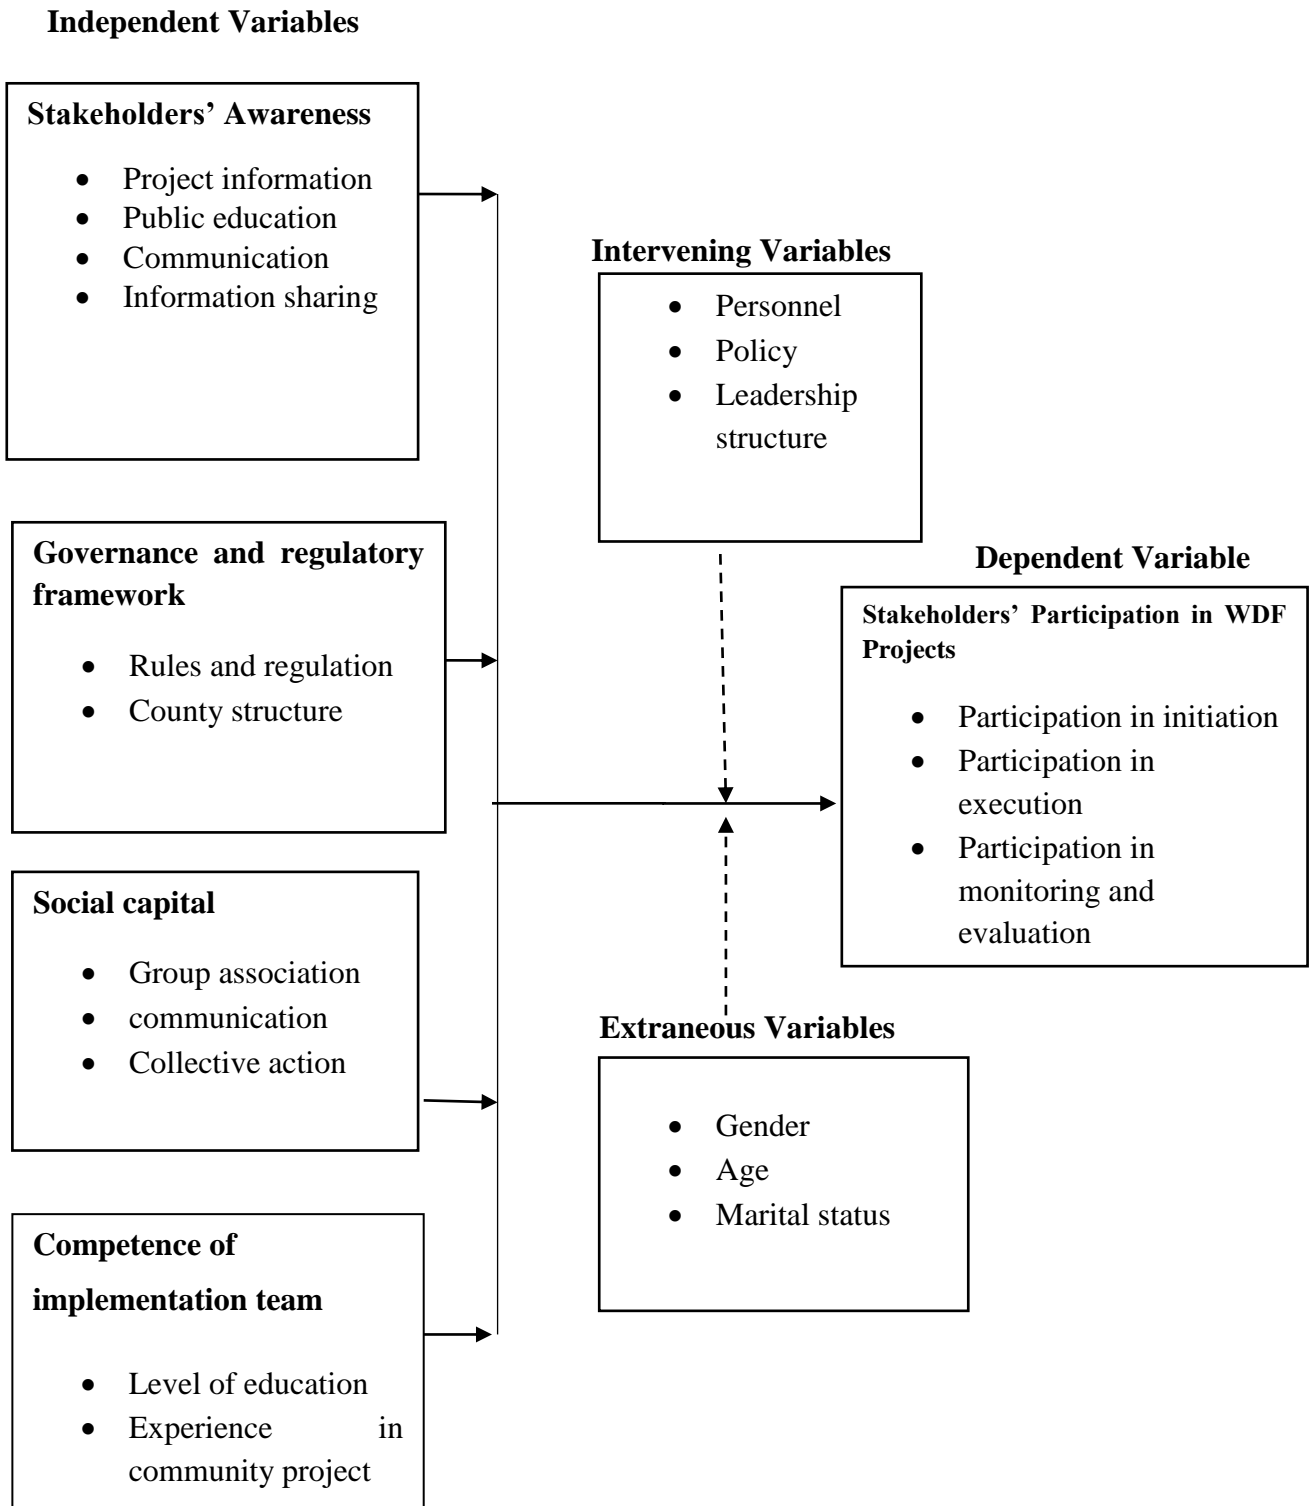 Independent Variables
Stakeholders’ Awareness
• Project information
• Public education
• Communication
• Information sharing
Governance and regulatory
framework
• Rules and regulation
• County structure
Social capital
• Group association
• communication
• Collective action
Competence of
implementation team
• Level of education
• Experience in
community project
Intervening Variables
• Personnel
• Policy
• Leadership
structure
Extraneous Variables
• Gender
• Age
• Marital status
Dependent Variable
Stakeholders’ Participation in WDF
Projects
• Participation in initiation
• Participation in
execution
• Participation in
monitoring and
evaluation